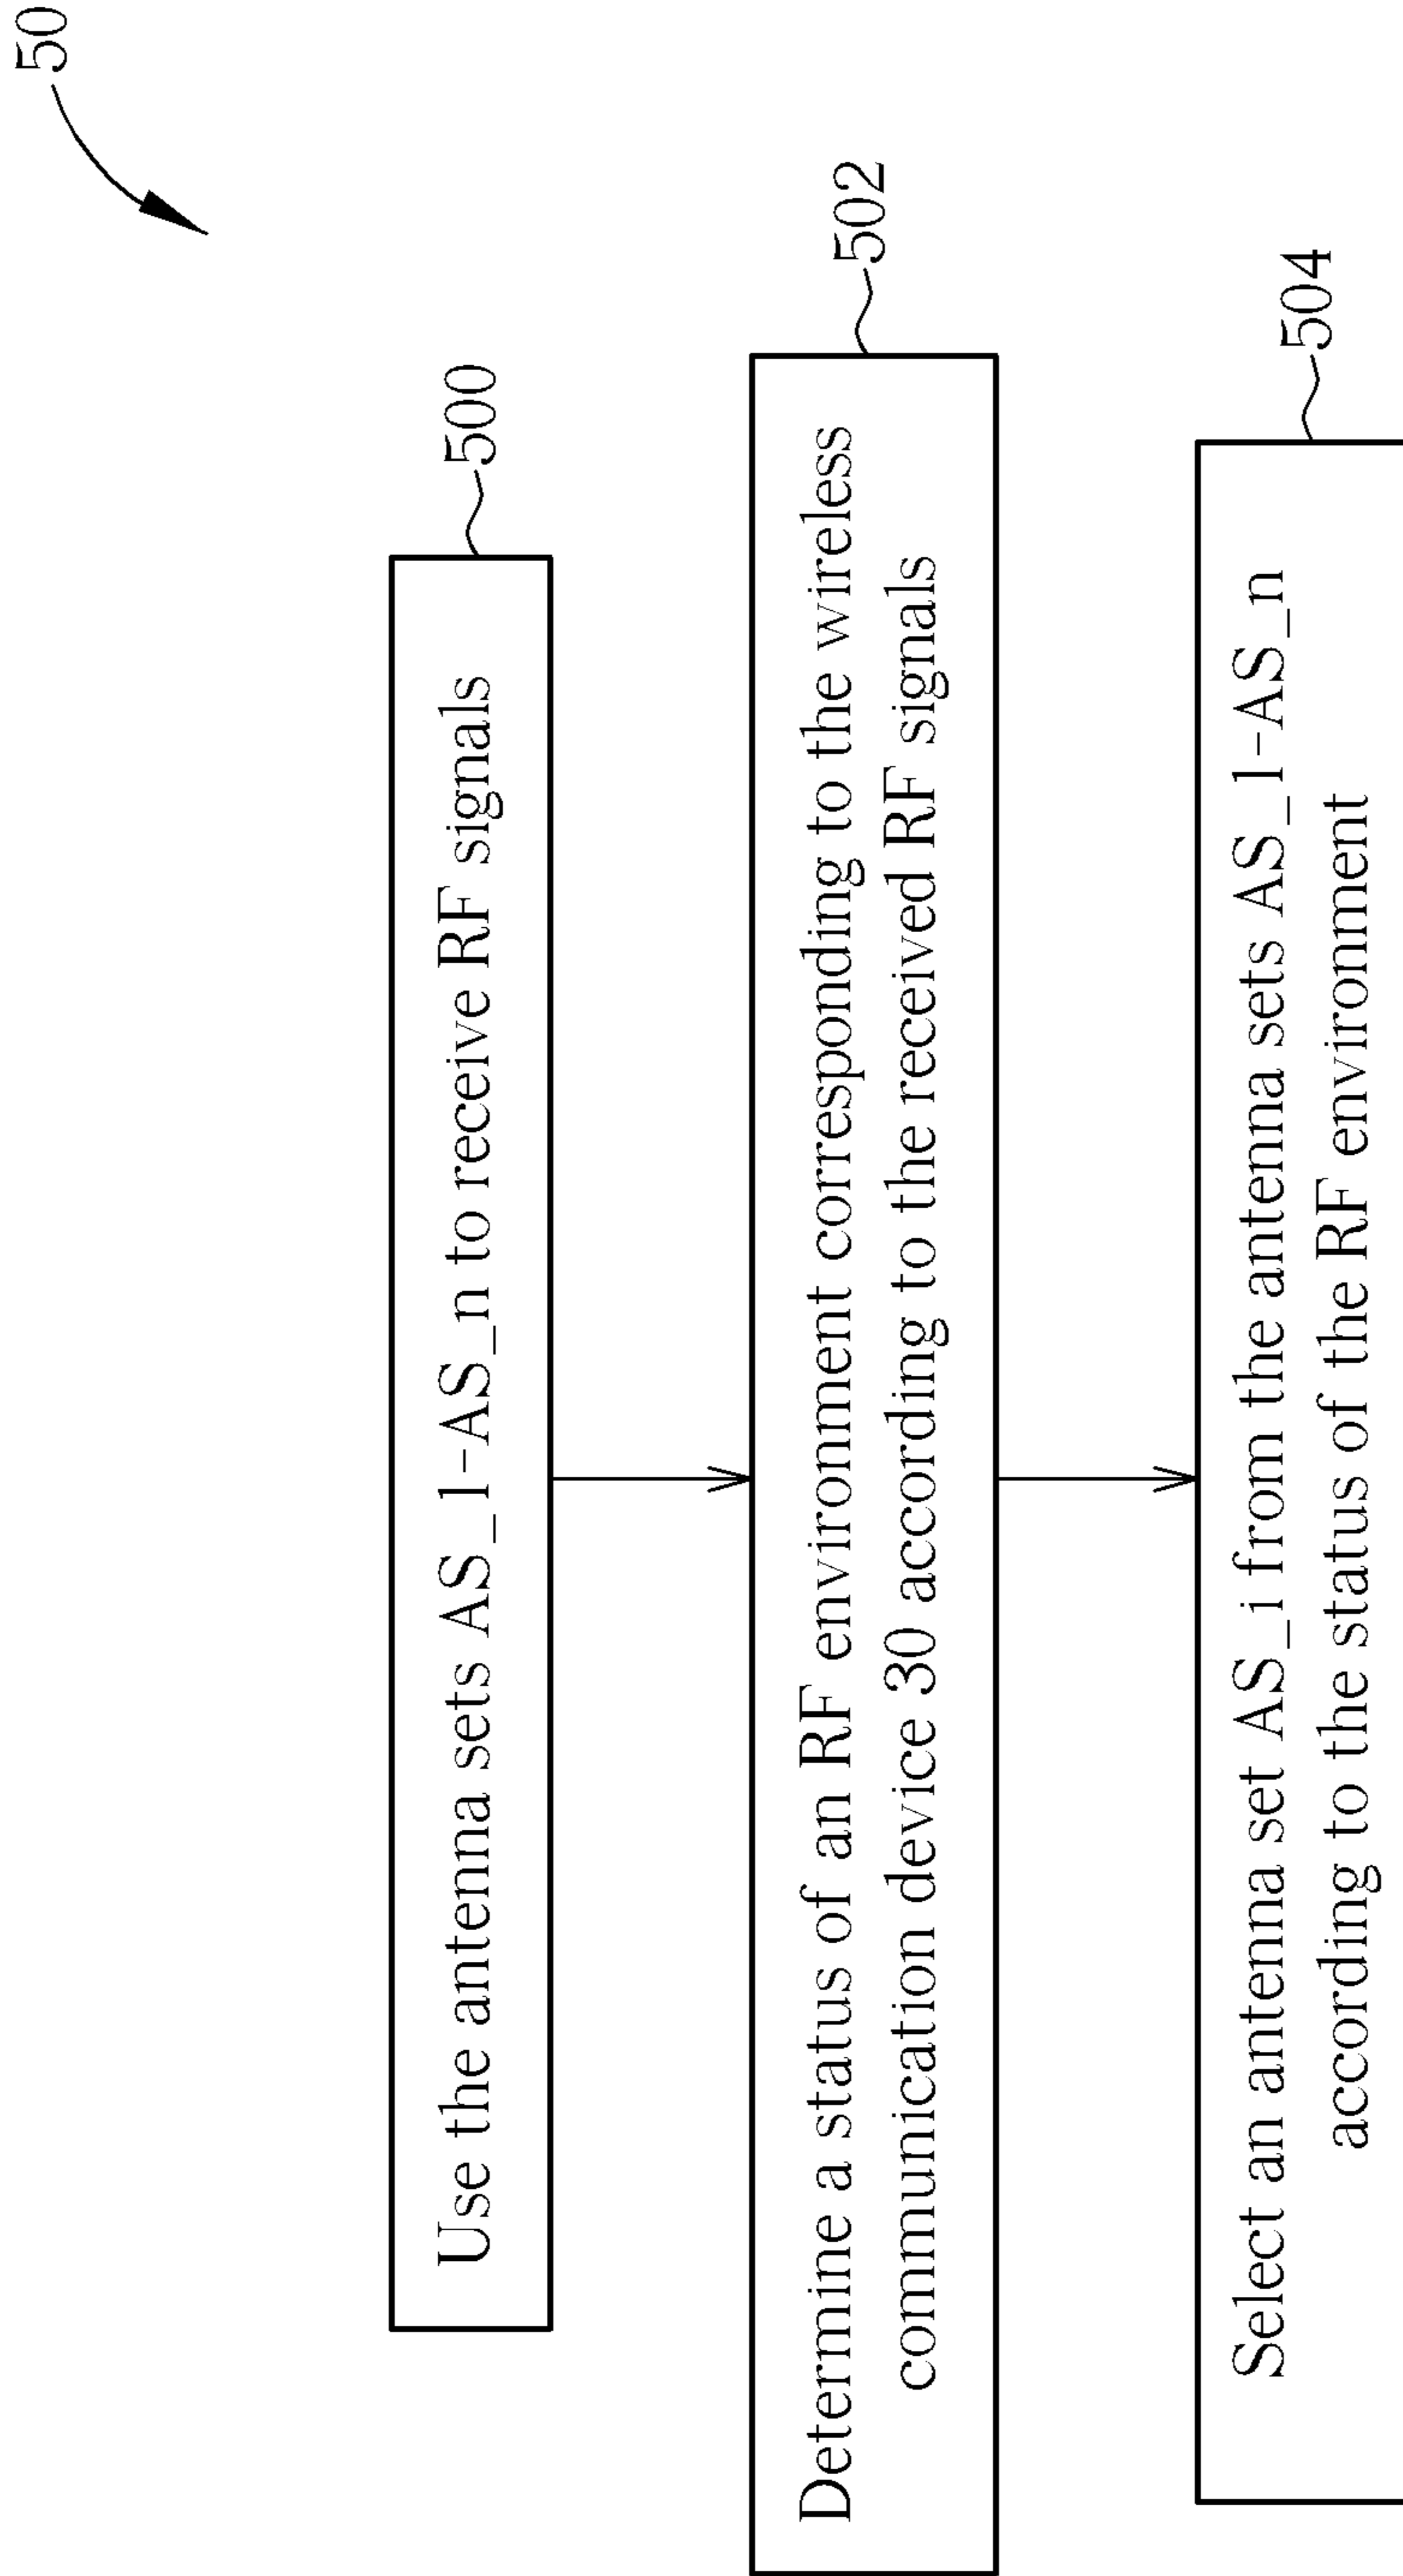 50
500
Use the antenna sets AS_1-AS_n to receive RF signals
502
Determine a status of an RF environment corresponding to the wireless
communication device 30 according to the received RF signals
504
Select an antenna set AS_i from the antenna sets AS_1-AS_n
according to the status of the RF environment